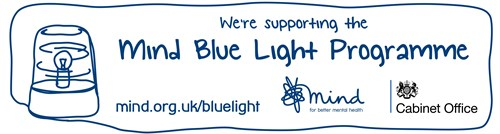 We're supporting the
Mind Blue Light Programme
mind.org.uk/bluelight
mind
for better mental health
Cabinet Office